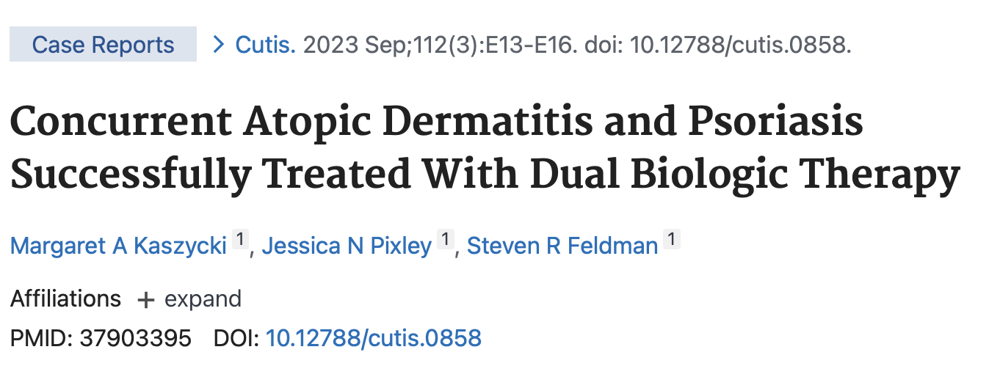 Case Reports > Cutis. 2023 Sep;112(3):E13-E16. doi: 10.12788/cutis.0858.
Concurrent Atopic Dermatitis and Psoriasis
Successfully Treated With Dual Biologic Therapy
Margaret A Kaszycki 1, Jessica N Pixley 1, Steven R Feldman 1
Affiliations + expand
PMID: 37903395 DOI: 10.12788/cutis.0858